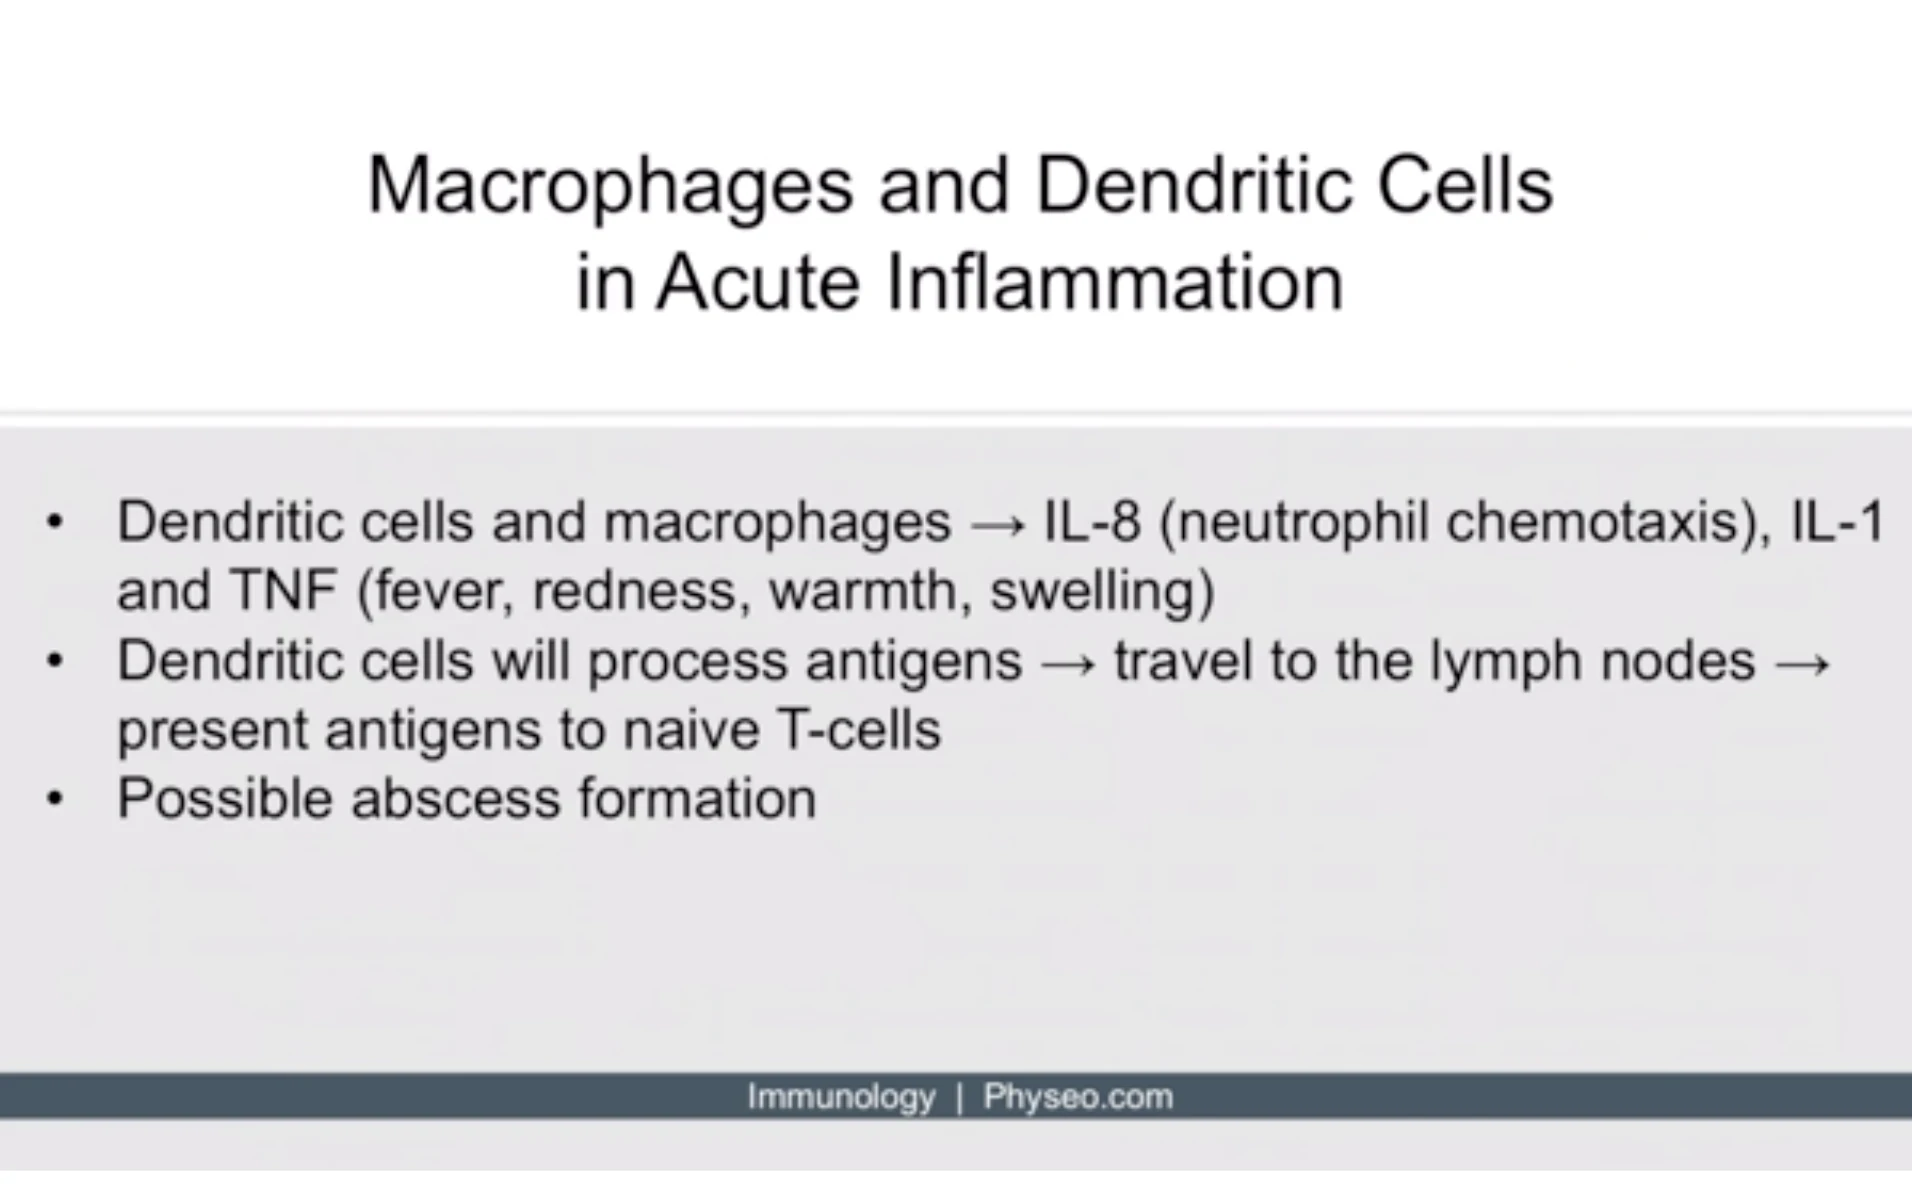 Macrophages and Dendritic Cells
in Acute Inflammation
• Dendritic cells and macrophages → IL-8 (neutrophil chemotaxis), IL-1
and TNF (fever, redness, warmth, swelling)
• Dendritic cells will process antigens → travel to the lymph nodes →
present antigens to naive T-cells
• Possible abscess formation
Immunology | Physeo.com